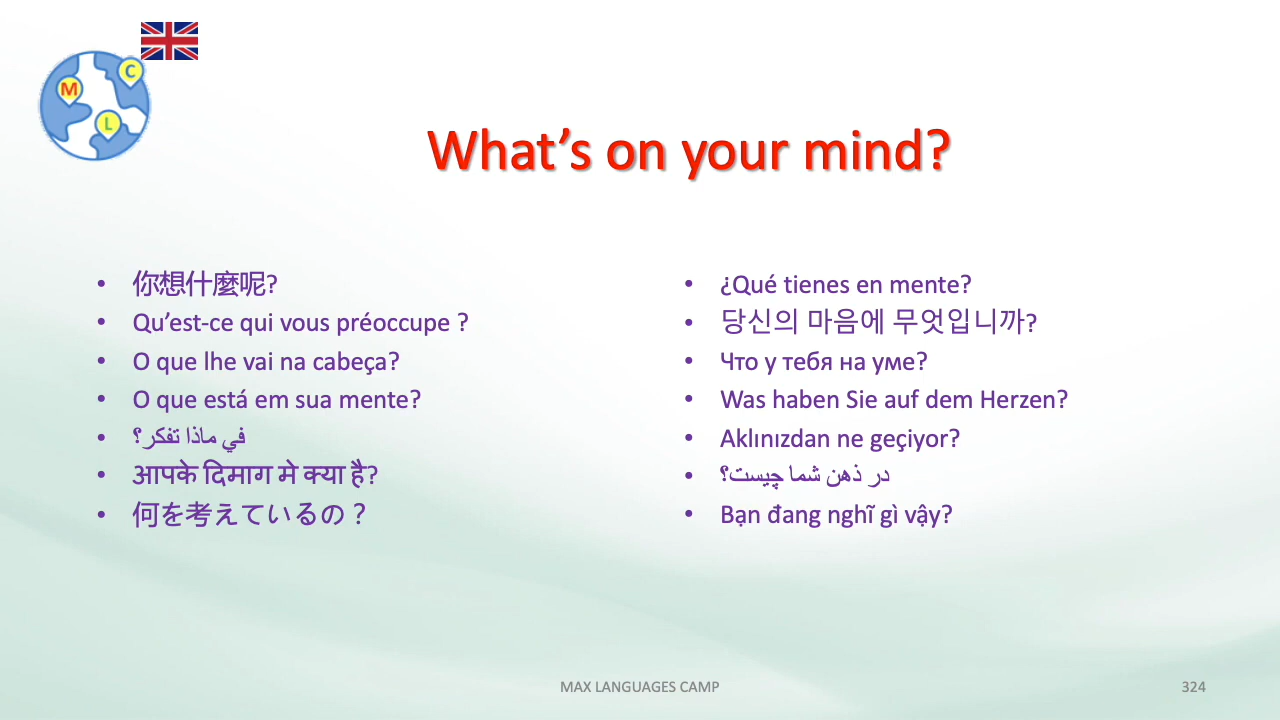 C
M
L
What’s on your mind?
• 你想什麼呢?
• Qu’est-ce qui vous préoccupe ?
• O que lhe vai na cabeça?
• O que está em sua mente?
• في ماذا تفكر؟
• आपके दिमाग मे क्या है?
• 何を考えているの？
• ¿Qué tienes en mente?
• 당신의 마음에 무엇입니까?
• Что у тебя на уме?
• Was haben Sie auf dem Herzen?
• Aklınızdan ne geçiyor?
• در ذهن شما چیست؟
• Bạn đang nghĩ gì vậy?
MAX LANGUAGES CAMP
324